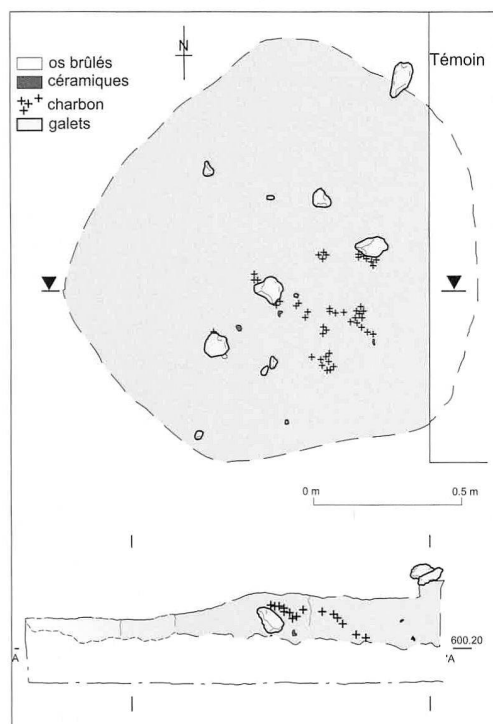 N
Témoin
os brûlés
céramiques
charbon
galets
0 m
0.5 m
600.20
A
'A